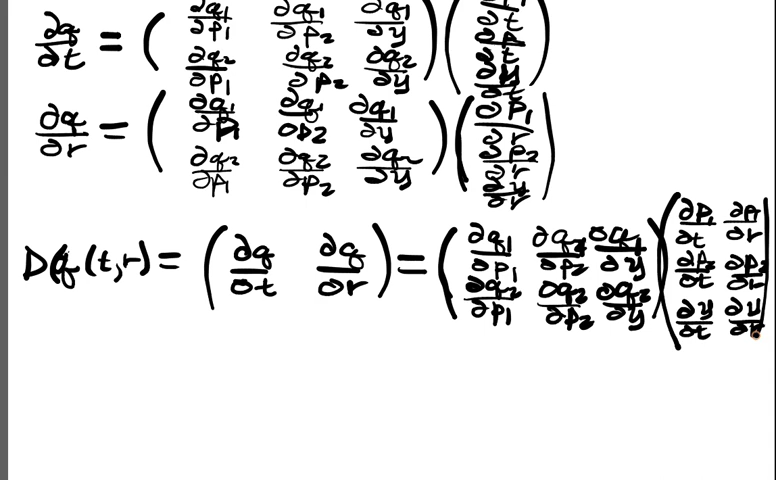 ∂q/∂t = ( ∂q₁/∂p₁ ∂q₁/∂p₂ ∂q₁/∂y ; ∂q₂/∂p₁ ∂q₂/∂p₂ ∂q₂/∂y ) ( ∂p₁/∂t ; ∂p₂/∂t ; ∂y/∂t )
∂q/∂r = ( ∂q₁/∂p₁ ∂q₁/∂p₂ ∂q₁/∂y ; ∂q₂/∂p₁ ∂q₂/∂p₂ ∂q₂/∂y ) ( ∂p₁/∂r ; ∂p₂/∂r ; ∂y/∂r )
Dq(t,r) = ( ∂q/∂t ∂q/∂r ) = ( ∂q₁/∂p₁ ∂q₁/∂p₂ ∂q₁/∂y ; ∂q₂/∂p₁ ∂q₂/∂p₂ ∂q₂/∂y ) ( ∂p₁/∂t ∂p₁/∂r ; ∂p₂/∂t ∂p₂/∂r ; ∂y/∂t ∂y/∂r